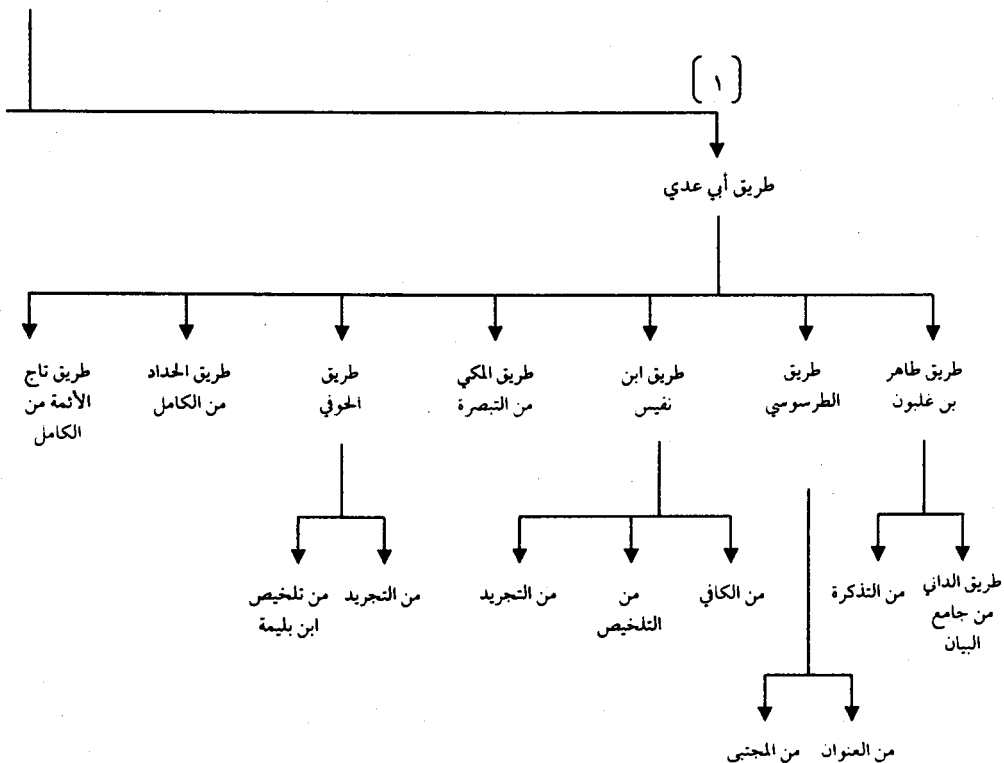 ( ١ )
طريق أبي عدي
طريق طاهر
بن غلبون
طريق
الطرسوسي
طريق ابن
نفيس
طريق المكي
من التبصرة
طريق
الحوفي
طريق الحداد
من الكامل
طريق تاج
الأئمة من
الكامل
طريق الداني
من جامع
البيان
من التذكرة
من الكافي
من
التلخيص
من التجريد
من التجريد
من تلخيص
ابن بليمة
من العنوان
من المجتبى